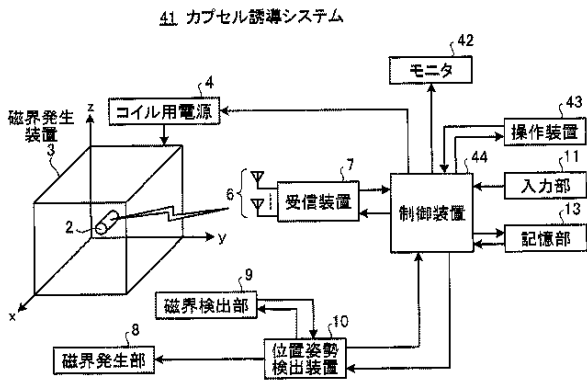 41 カプセル誘導システム
42
モニタ
4
コイル用電源
磁界発生
装置
3
z
43
操作装置
7
44
11
6
受信装置
制御装置
入力部
2
y
13
記憶部
x
9
磁界検出部
10
8
磁界発生部
位置姿勢
検出装置